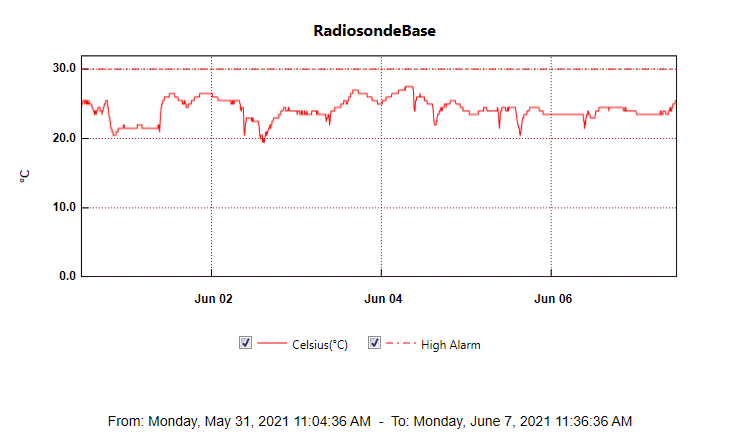 RadiosondeBase
30.0
20.0
°C
10.0
0.0
Jun 02 Jun 04 Jun 06
Celsius(°C) High Alarm
From: Monday, May 31, 2021 11:04:36 AM - To: Monday, June 7, 2021 11:36:36 AM